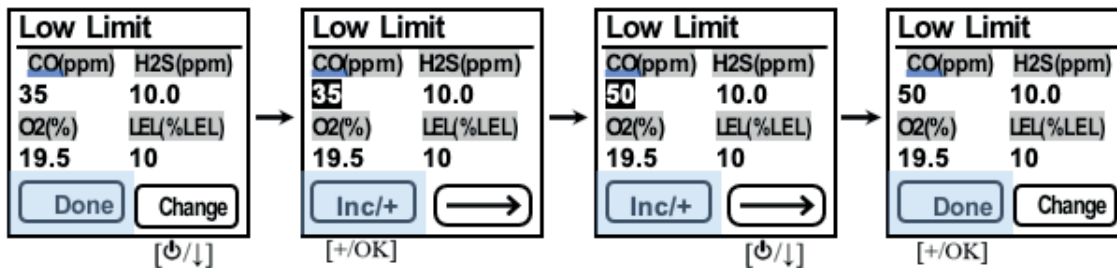 Low Limit
CO(ppm) H2S(ppm)
35 10.0
O2(%) LEL(%LEL)
19.5 10
Done Change
[⏻/↓]
Low Limit
CO(ppm) H2S(ppm)
35 10.0
O2(%) LEL(%LEL)
19.5 10
Inc/+ →
[+/OK]
Low Limit
CO(ppm) H2S(ppm)
50 10.0
O2(%) LEL(%LEL)
19.5 10
Inc/+ →
[⏻/↓]
Low Limit
CO(ppm) H2S(ppm)
50 10.0
O2(%) LEL(%LEL)
19.5 10
Done Change
[+/OK]